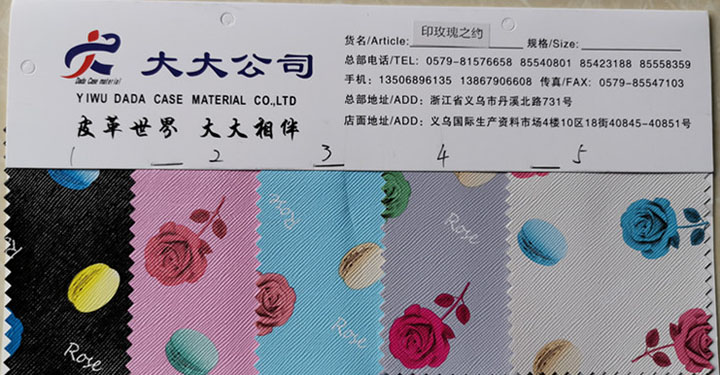 Dada Case material
大大公司
YIWU DADA CASE MATERIAL CO.,LTD
皮革世界 大大相伴
货名/Article: 印玫瑰之约 规格/Size:
总部电话/TEL: 0579-81576658 85540801 85423188 85558359
手机: 13506896135 13867906608 传真/FAX: 0579-85547103
总部地址/ADD: 浙江省义乌市丹溪北路731号
店面地址/ADD: 义乌国际生产资料市场4楼10区18街40845-40851号
1 2 3 4 5
Rose
Rose
Rose
Rose